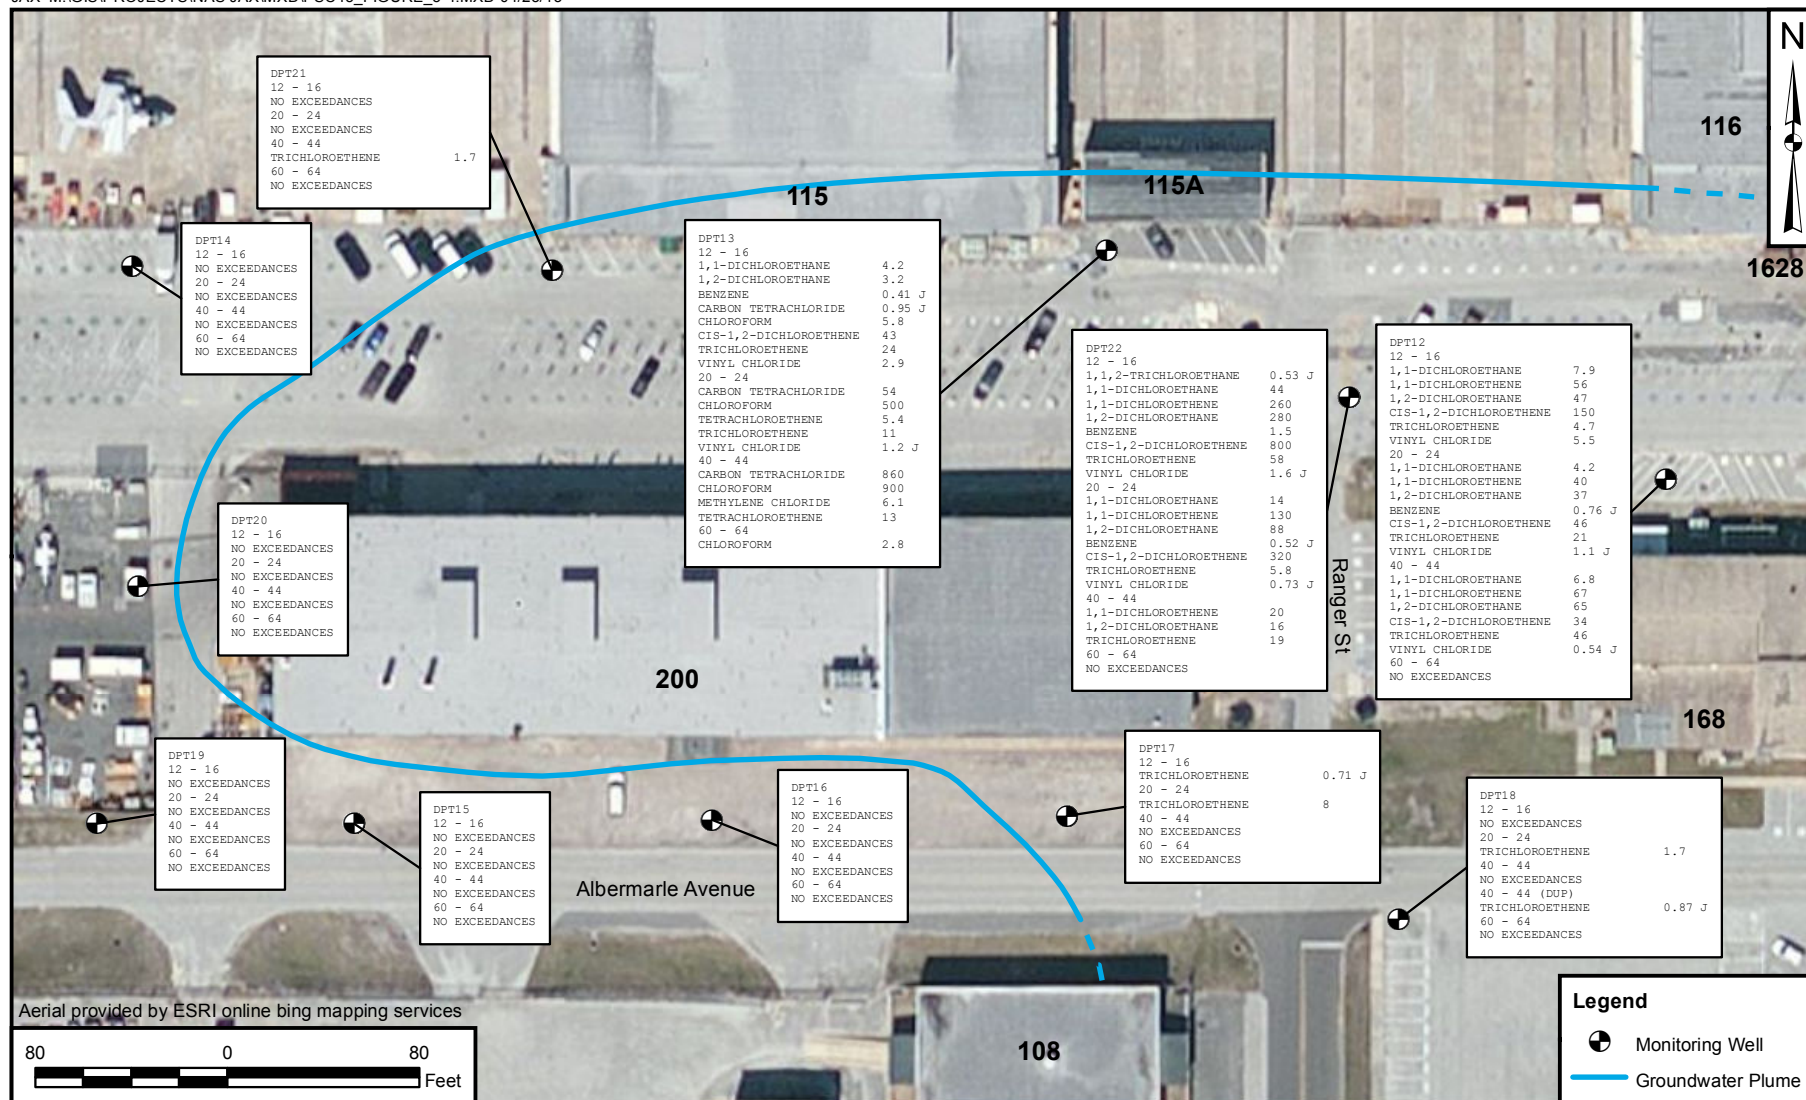 N
116
115
115A
1628
DPT21
12 - 16
NO EXCEEDANCES
20 - 24
NO EXCEEDANCES
40 - 44
TRICHLOROETHENE 1.7
60 - 64
NO EXCEEDANCES
DPT14
12 - 16
NO EXCEEDANCES
20 - 24
NO EXCEEDANCES
40 - 44
NO EXCEEDANCES
60 - 64
NO EXCEEDANCES
DPT13
12 - 16
1,1-DICHLOROETHANE 4.2
1,2-DICHLOROETHANE 3.2
BENZENE 0.41 J
CARBON TETRACHLORIDE 0.95 J
CHLOROFORM 5.8
CIS-1,2-DICHLOROETHENE 43
TRICHLOROETHENE 24
VINYL CHLORIDE 2.9
20 - 24
CARBON TETRACHLORIDE 54
CHLOROFORM 500
TETRACHLOROETHENE 5.4
TRICHLOROETHENE 11
VINYL CHLORIDE 1.2 J
40 - 44
CARBON TETRACHLORIDE 860
CHLOROFORM 900
METHYLENE CHLORIDE 6.1
TETRACHLOROETHENE 13
60 - 64
CHLOROFORM 2.8
DPT22
12 - 16
1,1,2-TRICHLOROETHANE 0.53 J
1,1-DICHLOROETHANE 44
1,1-DICHLOROETHENE 260
1,2-DICHLOROETHANE 280
BENZENE 1.5
CIS-1,2-DICHLOROETHENE 800
TRICHLOROETHENE 58
VINYL CHLORIDE 1.6 J
20 - 24
1,1-DICHLOROETHANE 14
1,1-DICHLOROETHENE 130
1,2-DICHLOROETHANE 88
BENZENE 0.52 J
CIS-1,2-DICHLOROETHENE 320
TRICHLOROETHENE 5.8
VINYL CHLORIDE 0.73 J
40 - 44
1,1-DICHLOROETHENE 20
1,2-DICHLOROETHANE 16
TRICHLOROETHENE 19
60 - 64
NO EXCEEDANCES
Ranger St
DPT12
12 - 16
1,1-DICHLOROETHANE 7.9
1,1-DICHLOROETHENE 56
1,2-DICHLOROETHANE 47
CIS-1,2-DICHLOROETHENE 150
TRICHLOROETHENE 4.7
VINYL CHLORIDE 5.5
20 - 24
1,1-DICHLOROETHANE 4.2
1,1-DICHLOROETHENE 40
1,2-DICHLOROETHANE 37
BENZENE 0.76 J
CIS-1,2-DICHLOROETHENE 46
TRICHLOROETHENE 21
VINYL CHLORIDE 1.1 J
40 - 44
1,1-DICHLOROETHANE 6.8
1,1-DICHLOROETHENE 67
1,2-DICHLOROETHANE 65
CIS-1,2-DICHLOROETHENE 34
TRICHLOROETHENE 46
VINYL CHLORIDE 0.54 J
60 - 64
NO EXCEEDANCES
DPT20
12 - 16
NO EXCEEDANCES
20 - 24
NO EXCEEDANCES
40 - 44
NO EXCEEDANCES
60 - 64
NO EXCEEDANCES
200
168
DPT19
12 - 16
NO EXCEEDANCES
20 - 24
NO EXCEEDANCES
40 - 44
NO EXCEEDANCES
60 - 64
NO EXCEEDANCES
DPT15
12 - 16
NO EXCEEDANCES
20 - 24
NO EXCEEDANCES
40 - 44
NO EXCEEDANCES
60 - 64
NO EXCEEDANCES
Albermarle Avenue
DPT16
12 - 16
NO EXCEEDANCES
20 - 24
NO EXCEEDANCES
40 - 44
NO EXCEEDANCES
60 - 64
NO EXCEEDANCES
DPT17
12 - 16
TRICHLOROETHENE 0.71 J
20 - 24
TRICHLOROETHENE 8
40 - 44
NO EXCEEDANCES
60 - 64
NO EXCEEDANCES
DPT18
12 - 16
NO EXCEEDANCES
20 - 24
TRICHLOROETHENE 1.7
40 - 44
NO EXCEEDANCES
40 - 44 (DUP)
TRICHLOROETHENE 0.87 J
60 - 64
NO EXCEEDANCES
108
Aerial provided by ESRI online bing mapping services
80 0 80
Feet
Legend
Monitoring Well
Groundwater Plume